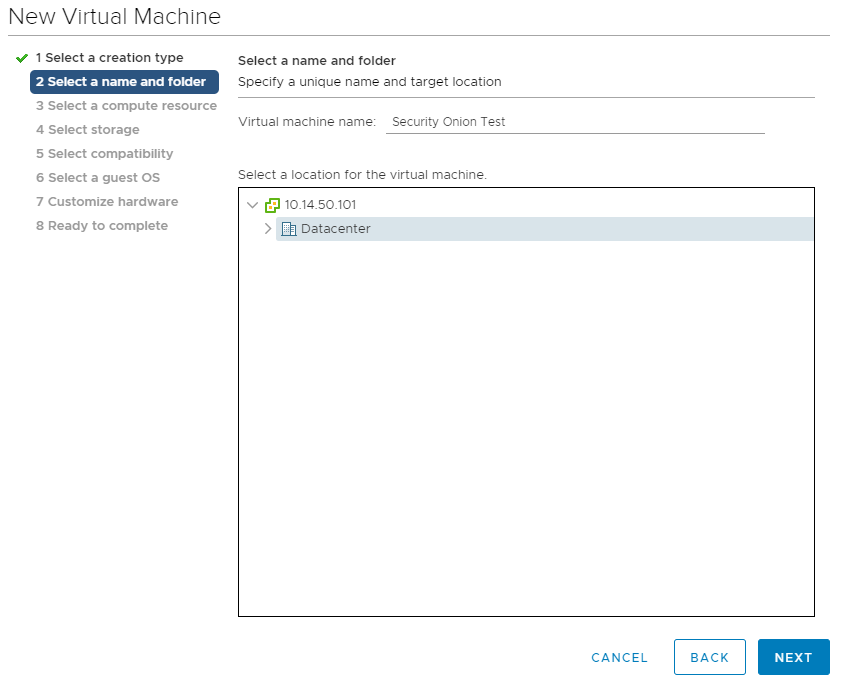 New Virtual Machine
1 Select a creation type
2 Select a name and folder
3 Select a compute resource
4 Select storage
5 Select compatibility
6 Select a guest OS
7 Customize hardware
8 Ready to complete
Select a name and folder
Specify a unique name and target location
Virtual machine name: Security Onion Test
Select a location for the virtual machine.
10.14.50.101
Datacenter
CANCEL BACK NEXT